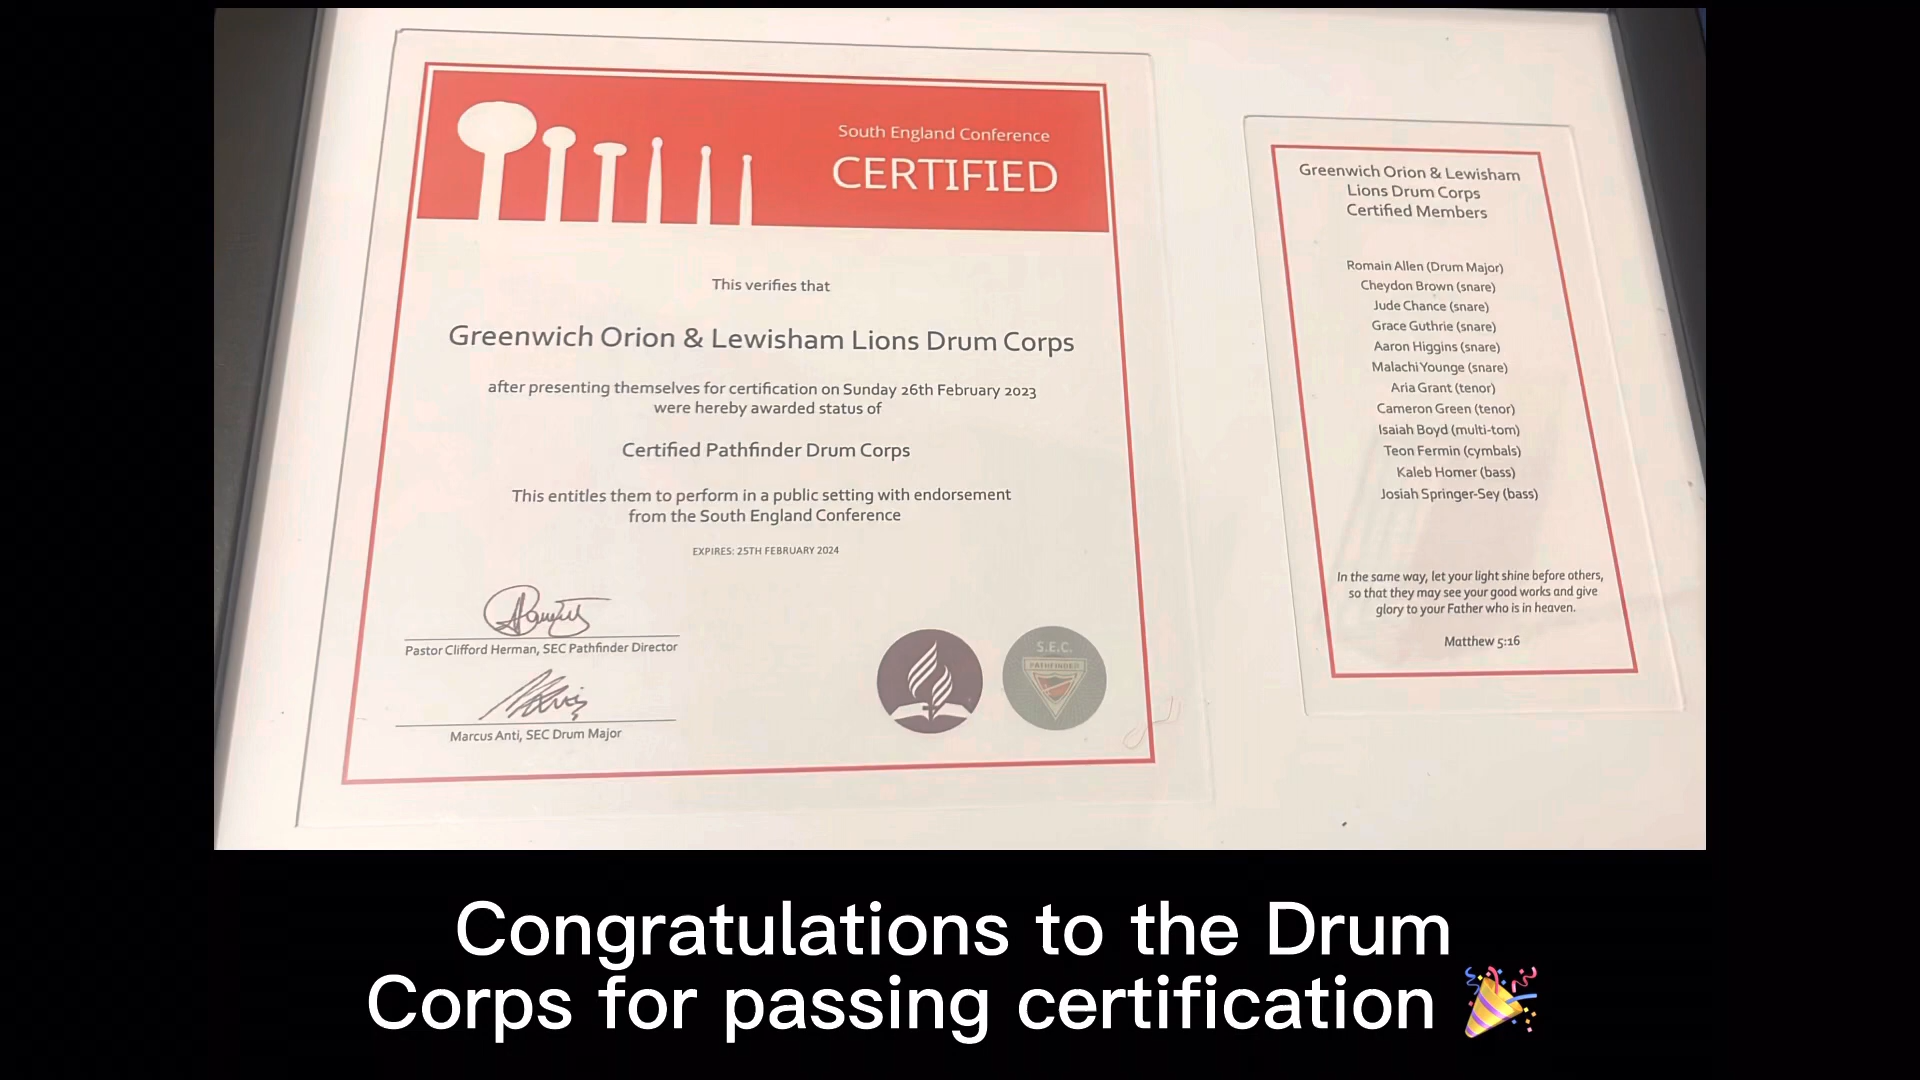 South England Conference
CERTIFIED
This verifies that
Greenwich Orion & Lewisham Lions Drum Corps
after presenting themselves for certification on Sunday 26th February 2023
were hereby awarded status of
Certified Pathfinder Drum Corps
This entitles them to perform in a public setting with endorsement
from the South England Conference
EXPIRES: 25TH FEBRUARY 2024
Pastor Clifford Herman, SEC Pathfinder Director
Marcus Anti, SEC Drum Major
S.E.C.
PATHFINDER
Greenwich Orion & Lewisham
Lions Drum Corps
Certified Members
Romain Allen (Drum Major)
Cheydon Brown (snare)
Jude Chance (snare)
Grace Guthrie (snare)
Aaron Higgins (snare)
Malachi Younge (snare)
Aria Grant (tenor)
Cameron Green (tenor)
Isaiah Boyd (multi-tom)
Teon Fermin (cymbals)
Kaleb Homer (bass)
Josiah Springer-Sey (bass)
In the same way, let your light shine before others,
so that they may see your good works and give
glory to your Father who is in heaven.
Matthew 5:16
Congratulations to the Drum
Corps for passing certification 🎉